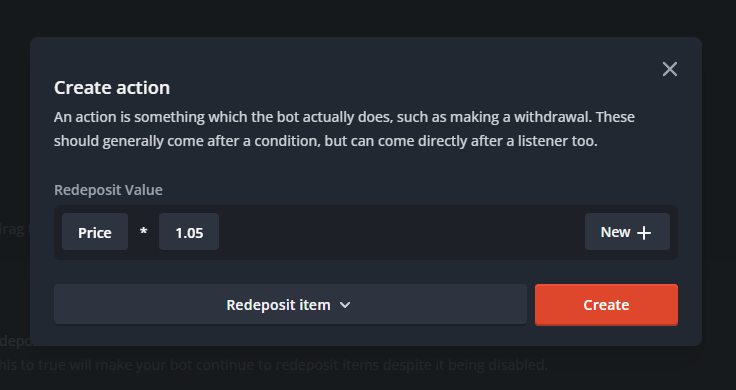 Create action
An action is something which the bot actually does, such as making a withdrawal. These
should generally come after a condition, but can come directly after a listener too.
Redeposit Value
drag
Price * 1.05 New +
Redeposit item Create
depo
his to true will make your bot continue to redeposit items despite it being disabled.